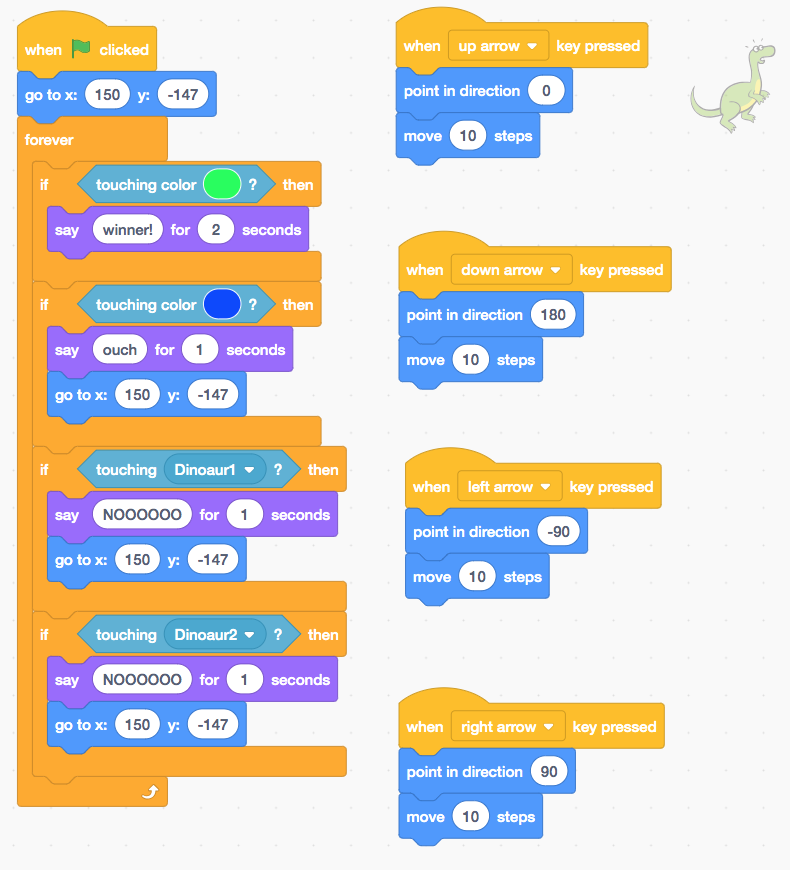 when clicked
go to x: 150 y: -147
forever
if touching color ? then
say winner! for 2 seconds
if touching color ? then
say ouch for 1 seconds
go to x: 150 y: -147
if touching Dinoaur1 ? then
say NOOOOOO for 1 seconds
go to x: 150 y: -147
if touching Dinoaur2 ? then
say NOOOOOO for 1 seconds
go to x: 150 y: -147
when up arrow key pressed
point in direction 0
move 10 steps
when down arrow key pressed
point in direction 180
move 10 steps
when left arrow key pressed
point in direction -90
move 10 steps
when right arrow key pressed
point in direction 90
move 10 steps